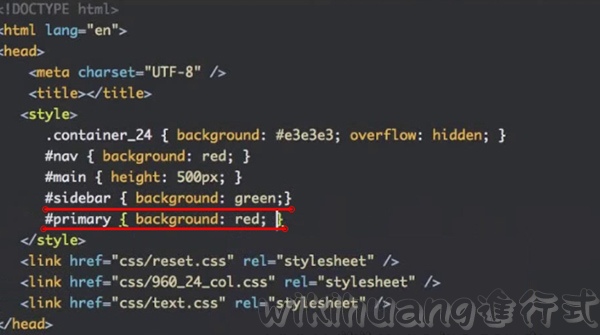 <!DOCTYPE html>
<html lang="en">
<head>
<meta charset="UTF-8" />
<title></title>
<style>
.container_24 { background: #e3e3e3; overflow: hidden; }
#nav { background: red; }
#main { height: 500px; }
#sidebar { background: green;}
#primary { background: red; }
</style>
<link href="css/reset.css" rel="stylesheet" />
<link href="css/960_24_col.css" rel="stylesheet" />
<link href="css/text.css" rel="stylesheet" />
</head>
wikihuang進行式